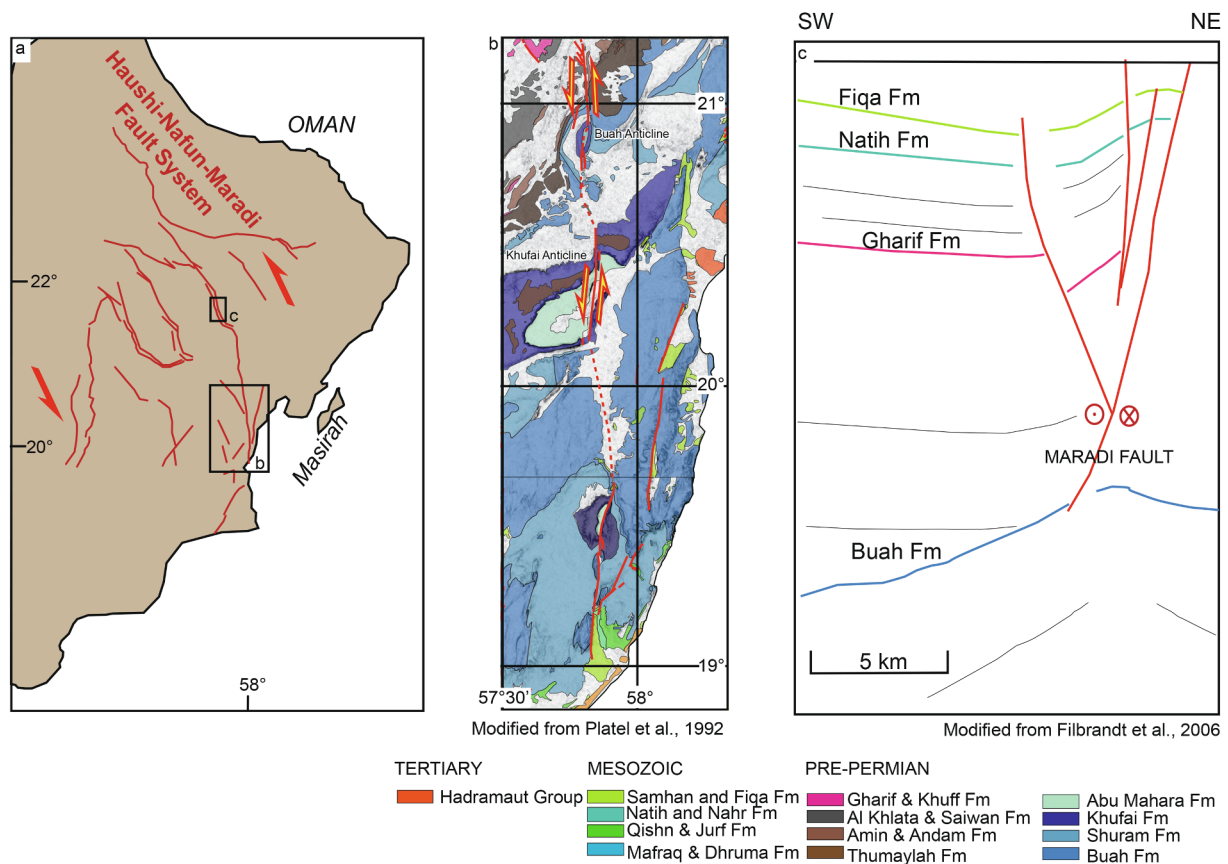 a
Haushi-Nafun-Maradi
Fault System
OMAN
22°
20°
c
b
Masirah
58°
b
21°
Buah Anticline
Khufai Anticline
20°
19°
57°30'
58°
Modified from Platel et al., 1992
SW
NE
c
Fiqa Fm
Natih Fm
Gharif Fm
MARADI FAULT
Buah Fm
5 km
Modified from Filbrandt et al., 2006
TERTIARY
Hadramaut Group
MESOZOIC
Samhan and Fiqa Fm
Natih and Nahr Fm
Qishn & Jurf Fm
Mafraq & Dhruma Fm
PRE-PERMIAN
Gharif & Khuff Fm
Al Khlata & Saiwan Fm
Amin & Andam Fm
Thumaylah Fm
Abu Mahara Fm
Khufai Fm
Shuram Fm
Buah Fm